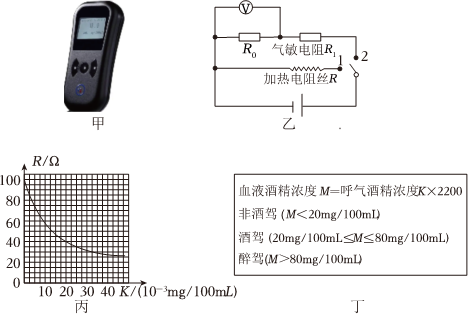 V
R₀
气敏电阻R₁
1
2
加热电阻丝R
甲
乙
R/Ω
100
80
60
40
20
0
10 20 30 40 K/(10⁻³mg/100mL)
丙
血液酒精浓度 M=呼气酒精浓度K×2200
非酒驾 (M<20mg/100mL)
酒驾 (20mg/100mL≤M≤80mg/100mL)
醉驾(M>80mg/100mL)
丁